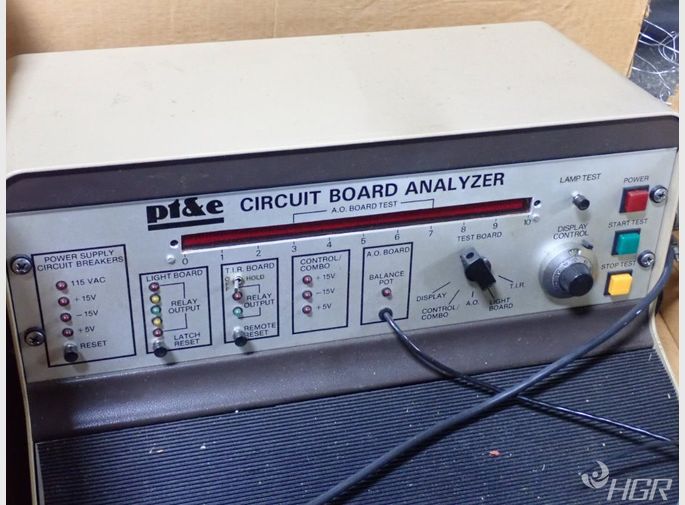 pt&e CIRCUIT BOARD ANALYZER
A.O. BOARD TEST
0 1 2 3 4 5 6 7 8 9 10
LAMP TEST
POWER
START TEST
STOP TEST
DISPLAY
CONTROL
TEST BOARD
DISPLAY
CONTROL/
COMBO
A.O.
LIGHT
BOARD
T.I.R.
POWER SUPPLY
CIRCUIT BREAKERS
115 VAC
+15V
-15V
+5V
RESET
LIGHT BOARD
RELAY
OUTPUT
LATCH
RESET
T.I.R. BOARD
HOLD
RELAY
OUTPUT
REMOTE
RESET
CONTROL/
COMBO
+15V
-15V
+5V
A.O. BOARD
BALANCE
POT
HGR